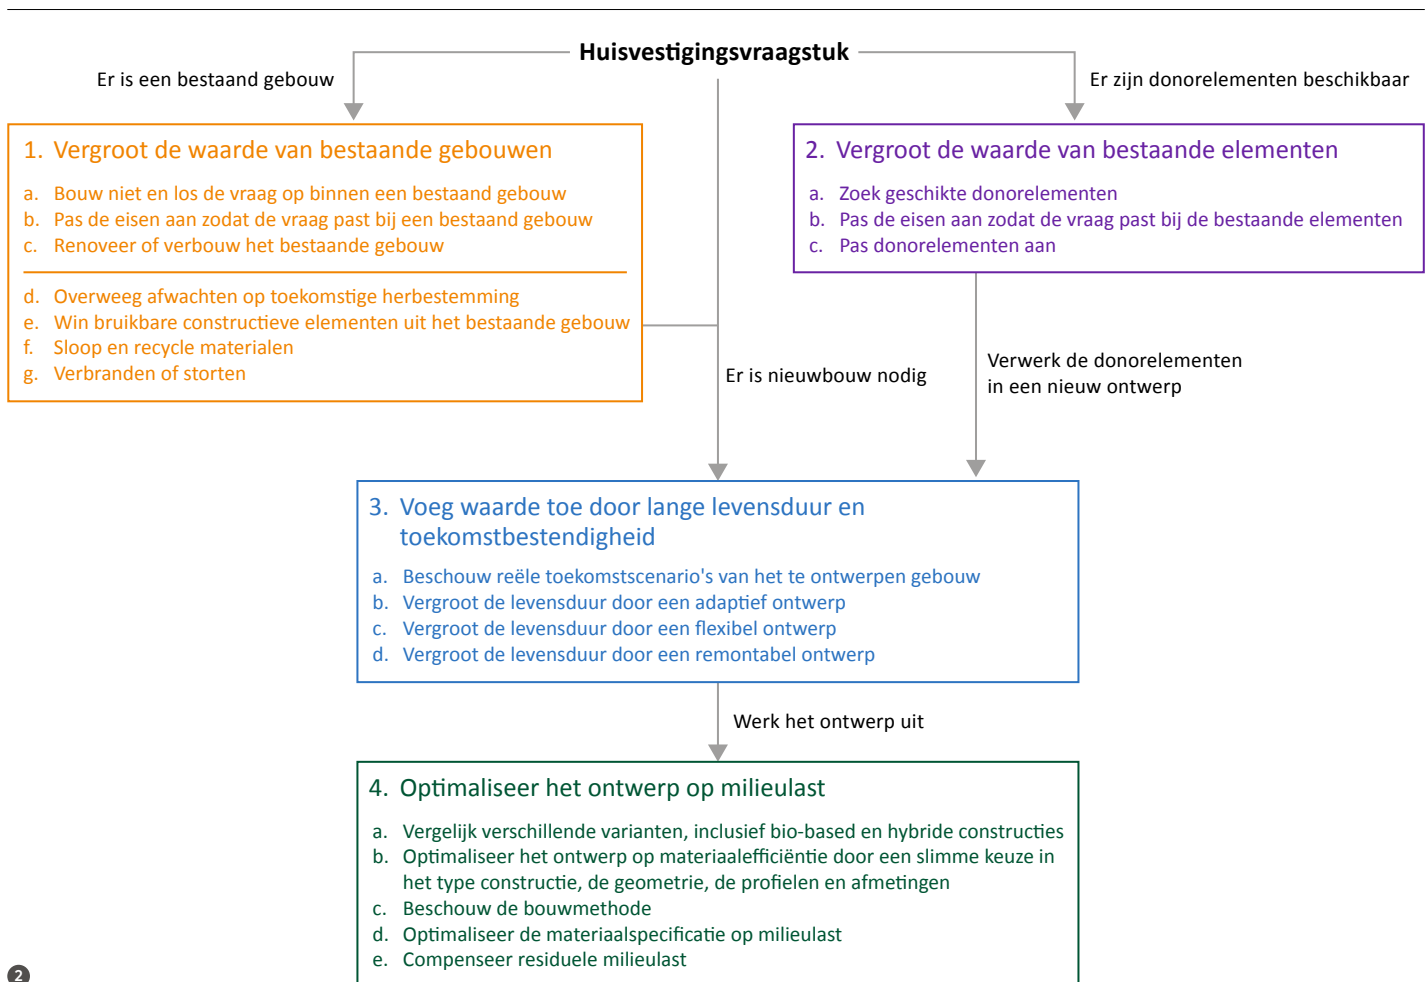 Huisvestigingsvraagstuk
Er is een bestaand gebouw
Er zijn donorelementen beschikbaar
1. Vergroot de waarde van bestaande gebouwen
a. Bouw niet en los de vraag op binnen een bestaand gebouw
b. Pas de eisen aan zodat de vraag past bij een bestaand gebouw
c. Renoveer of verbouw het bestaande gebouw
d. Overweeg afwachten op toekomstige herbestemming
e. Win bruikbare constructieve elementen uit het bestaande gebouw
f. Sloop en recycle materialen
g. Verbranden of storten
2. Vergroot de waarde van bestaande elementen
a. Zoek geschikte donorelementen
b. Pas de eisen aan zodat de vraag past bij de bestaande elementen
c. Pas donorelementen aan
Er is nieuwbouw nodig
Verwerk de donorelementen
in een nieuw ontwerp
3. Voeg waarde toe door lange levensduur en
toekomstbestendigheid
a. Beschouw reële toekomstscenario's van het te ontwerpen gebouw
b. Vergroot de levensduur door een adaptief ontwerp
c. Vergroot de levensduur door een flexibel ontwerp
d. Vergroot de levensduur door een remontabel ontwerp
Werk het ontwerp uit
4. Optimaliseer het ontwerp op milieulast
a. Vergelijk verschillende varianten, inclusief bio-based en hybride constructies
b. Optimaliseer het ontwerp op materiaalefficiëntie door een slimme keuze in
het type constructie, de geometrie, de profielen en afmetingen
c. Beschouw de bouwmethode
d. Optimaliseer de materiaalspecificatie op milieulast
e. Compenseer residuele milieulast
2